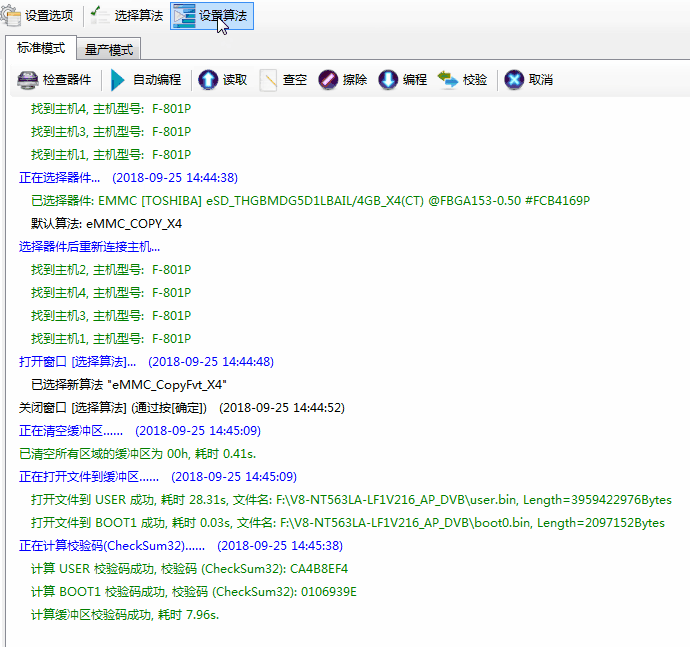 设置选项 选择算法 设置算法
标准模式 量产模式
检查器件 自动编程 读取 查空 擦除 编程 校验 取消
找到主机4, 主机型号: F-801P
找到主机3, 主机型号: F-801P
找到主机1, 主机型号: F-801P
正在选择器件... (2018-09-25 14:44:38)
已选择器件: EMMC [TOSHIBA] eSD_THGBMDG5D1LBAIL/4GB_X4(CT) @FBGA153-0.50 #FCB4169P
默认算法: eMMC_COPY_X4
选择器件后重新连接主机...
找到主机2, 主机型号: F-801P
找到主机4, 主机型号: F-801P
找到主机3, 主机型号: F-801P
找到主机1, 主机型号: F-801P
打开窗口 [选择算法]... (2018-09-25 14:44:48)
已选择新算法 "eMMC_CopyFvt_X4"
关闭窗口 [选择算法] (通过按[确定]) (2018-09-25 14:44:52)
正在清空缓冲区...... (2018-09-25 14:45:09)
已清空所有区域的缓冲区为 00h, 耗时 0.41s.
正在打开文件到缓冲区...... (2018-09-25 14:45:09)
打开文件到 USER 成功, 耗时 28.31s, 文件名: F:\V8-NT563LA-LF1V216_AP_DVB\user.bin, Length=3959422976Bytes
打开文件到 BOOT1 成功, 耗时 0.03s, 文件名: F:\V8-NT563LA-LF1V216_AP_DVB\boot0.bin, Length=2097152Bytes
正在计算校验码(CheckSum32)...... (2018-09-25 14:45:38)
计算 USER 校验码成功, 校验码 (CheckSum32): CA4B8EF4
计算 BOOT1 校验码成功, 校验码 (CheckSum32): 0106939E
计算缓冲区校验码成功, 耗时 7.96s.